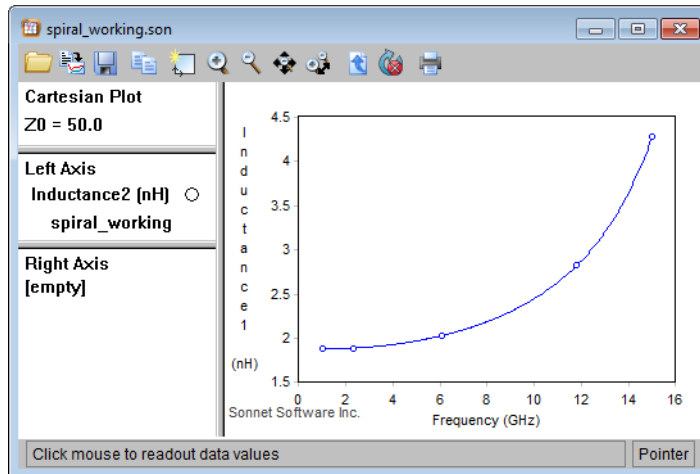 spiral_working.son
Cartesian Plot
Z0 = 50.0
Left Axis
Inductance2 (nH)
spiral_working
Right Axis
[empty]
Inductance1
(nH)
4.5
4
3.5
3
2.5
2
1.5
0 2 4 6 8 10 12 14 16
Sonnet Software Inc.
Frequency (GHz)
Click mouse to readout data values
Pointer